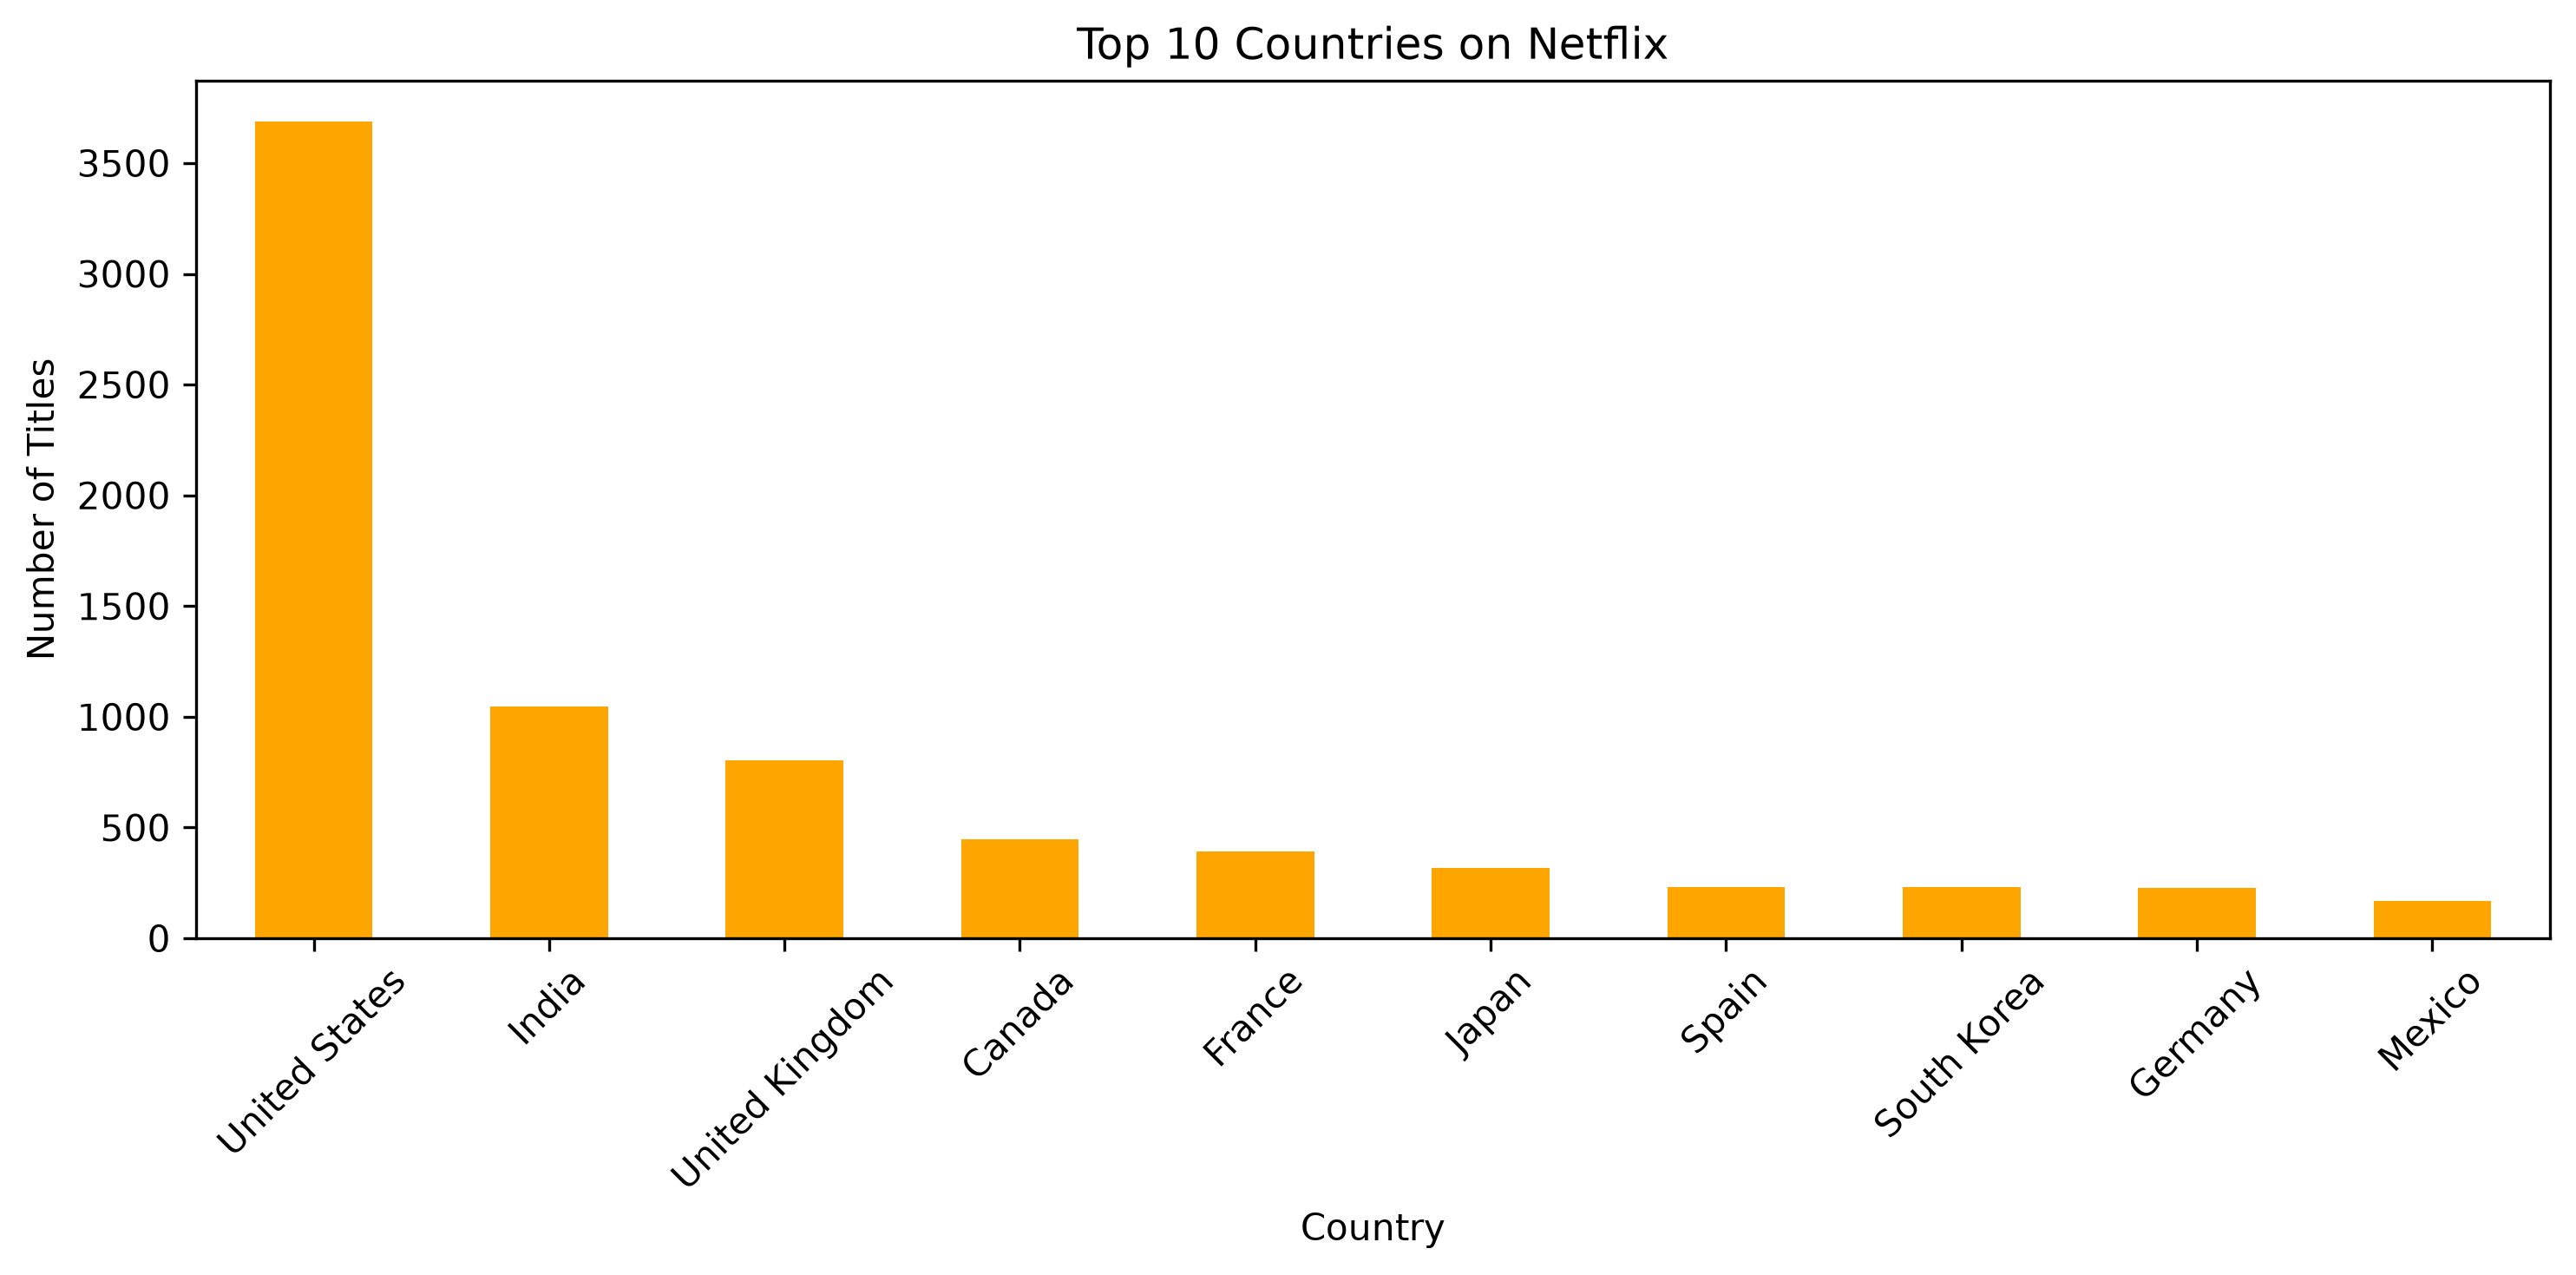 Top 10 Countries on Netflix
Number of Titles
3500
3000
2500
2000
1500
1000
500
0
United States
India
United Kingdom
Canada
France
Japan
Spain
South Korea
Germany
Mexico
Country